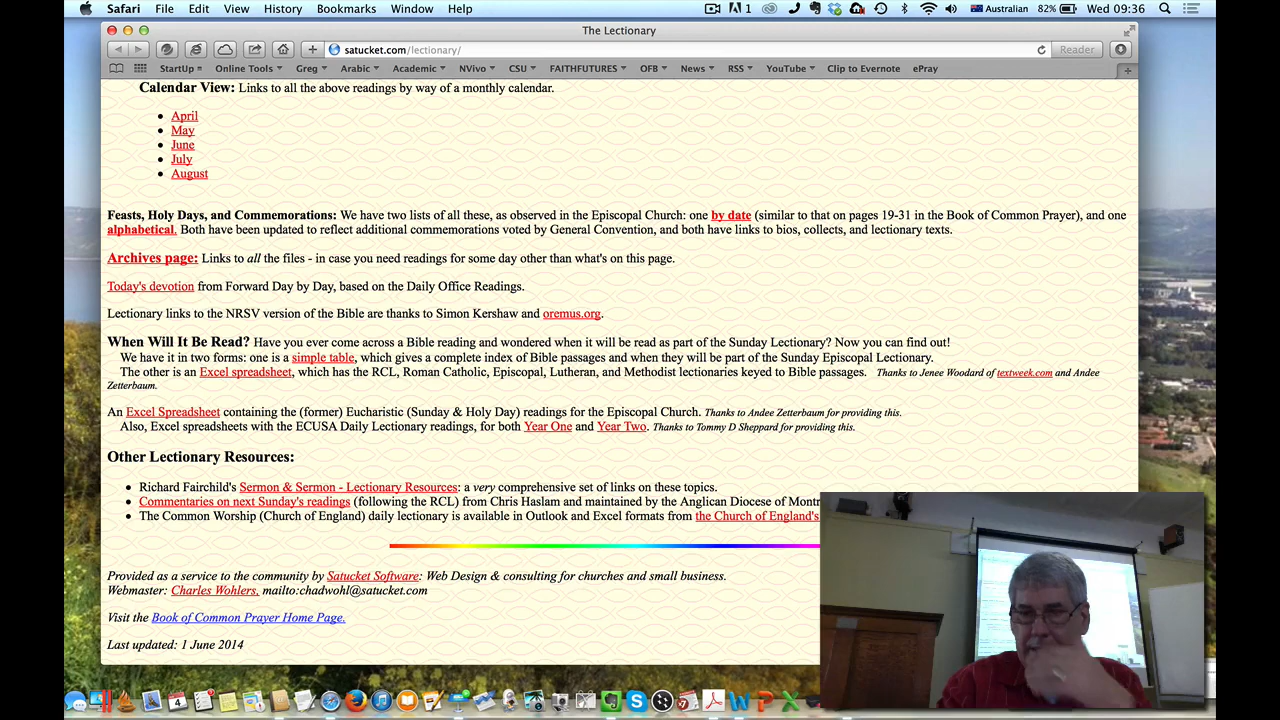 Safari File Edit View History Bookmarks Window Help 1 Australian 82% Wed 09:36
The Lectionary
satucket.com/lectionary/ Reader
StartUp Online Tools Greg Arabic Academic NVivo CSU FAITHFUTURES OFB News RSS YouTube Clip to Evernote ePray
Calendar View: Links to all the above readings by way of a monthly calendar.
April
May
June
July
August
Feasts, Holy Days, and Commemorations: We have two lists of all these, as observed in the Episcopal Church: one by date (similar to that on pages 19-31 in the Book of Common Prayer), and one
alphabetical. Both have been updated to reflect additional commemorations voted by General Convention, and both have links to bios, collects, and lectionary texts.
Archives page: Links to all the files - in case you need readings for some day other than what's on this page.
Today's devotion from Forward Day by Day, based on the Daily Office Readings.
Lectionary links to the NRSV version of the Bible are thanks to Simon Kershaw and oremus.org.
When Will It Be Read? Have you ever come across a Bible reading and wondered when it will be read as part of the Sunday Lectionary? Now you can find out!
We have it in two forms: one is a simple table, which gives a complete index of Bible passages and when they will be part of the Sunday Episcopal Lectionary.
The other is an Excel spreadsheet, which has the RCL, Roman Catholic, Episcopal, Lutheran, and Methodist lectionaries keyed to Bible passages. Thanks to Jenee Woodard of textweek.com and Andee
Zetterbaum.
An Excel Spreadsheet containing the (former) Eucharistic (Sunday & Holy Day) readings for the Episcopal Church. Thanks to Andee Zetterbaum for providing this.
Also, Excel spreadsheets with the ECUSA Daily Lectionary readings, for both Year One and Year Two. Thanks to Tommy D Sheppard for providing this.
Other Lectionary Resources:
Richard Fairchild's Sermon & Sermon - Lectionary Resources: a very comprehensive set of links on these topics.
Commentaries on next Sunday's readings (following the RCL) from Chris Haslam and maintained by the Anglican Diocese of Montr
The Common Worship (Church of England) daily lectionary is available in Outlook and Excel formats from the Church of England's
Provided as a service to the community by Satucket Software: Web Design & consulting for churches and small business.
Webmaster: Charles Wohlers, mailto:chadwohl@satucket.com
Visit the Book of Common Prayer Home Page.
Last updated: 1 June 2014